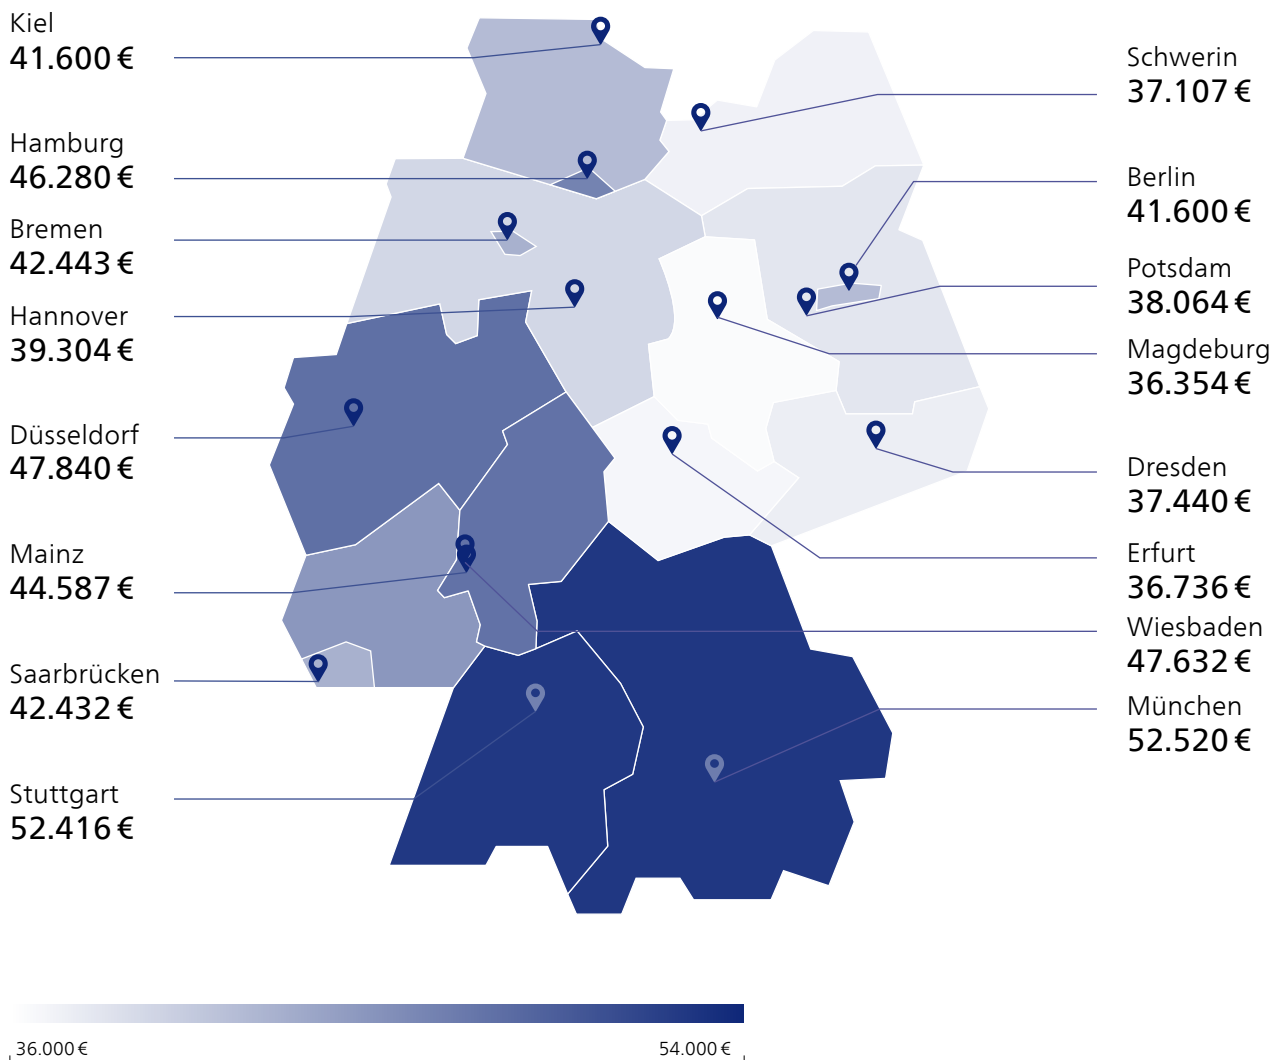 Kiel
41.600 €
Hamburg
46.280 €
Bremen
42.443 €
Hannover
39.304 €
Düsseldorf
47.840 €
Mainz
44.587 €
Saarbrücken
42.432 €
Stuttgart
52.416 €
Schwerin
37.107 €
Berlin
41.600 €
Potsdam
38.064 €
Magdeburg
36.354 €
Dresden
37.440 €
Erfurt
36.736 €
Wiesbaden
47.632 €
München
52.520 €
36.000 €
54.000 €